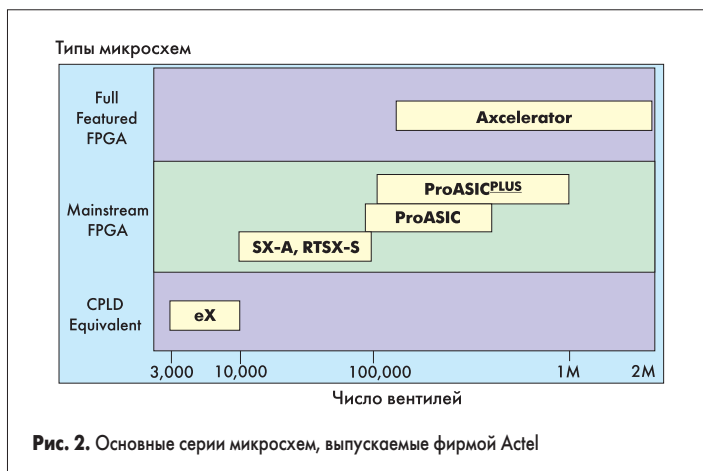 Типы микросхем
Full
Featured
FPGA
Axcelerator
Mainstream
FPGA
ProASICPLUS
ProASIC
SX-A, RTSX-S
CPLD
Equivalent
eX
3,000 10,000 100,000 1M 2M
Число вентилей
Рис. 2. Основные серии микросхем, выпускаемые фирмой Actel